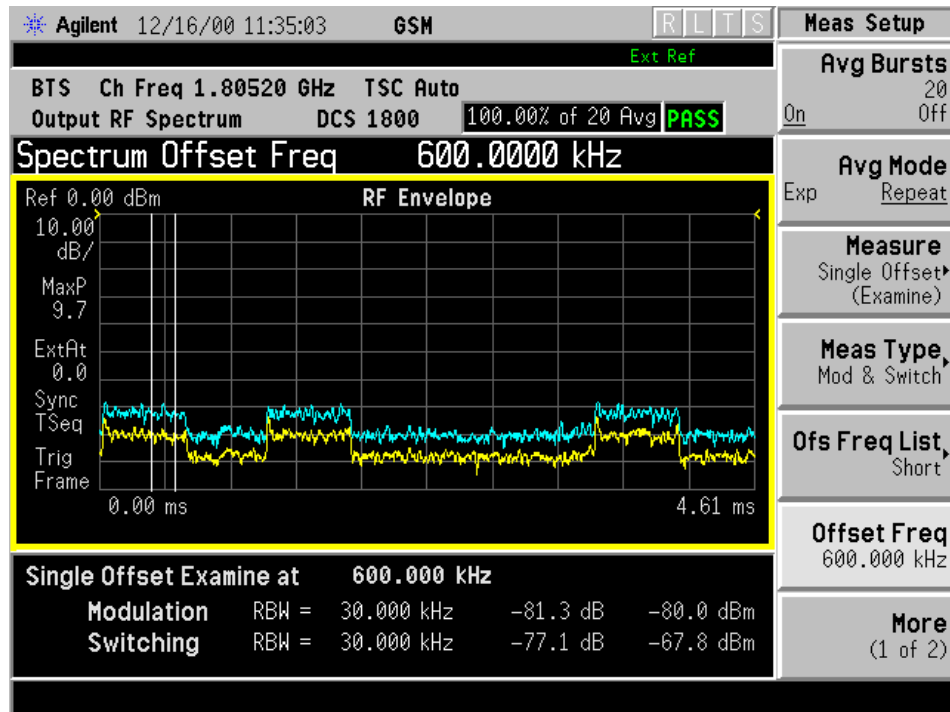 Agilent 12/16/00 11:35:03 GSM R L T S
Ext Ref
BTS Ch Freq 1.80520 GHz TSC Auto
Output RF Spectrum DCS 1800 100.00% of 20 Avg PASS
Spectrum Offset Freq 600.0000 kHz
Ref 0.00 dBm RF Envelope
10.00
dB/
MaxP
9.7
ExtAt
0.0
Sync
TSeq
Trig
Frame
0.00 ms 4.61 ms
Single Offset Examine at 600.000 kHz
Modulation RBW = 30.000 kHz -81.3 dB -80.0 dBm
Switching RBW = 30.000 kHz -77.1 dB -67.8 dBm
Meas Setup
Avg Bursts
20
On Off
Avg Mode
Exp Repeat
Measure
Single Offset
(Examine)
Meas Type
Mod & Switch
Ofs Freq List
Short
Offset Freq
600.000 kHz
More
(1 of 2)